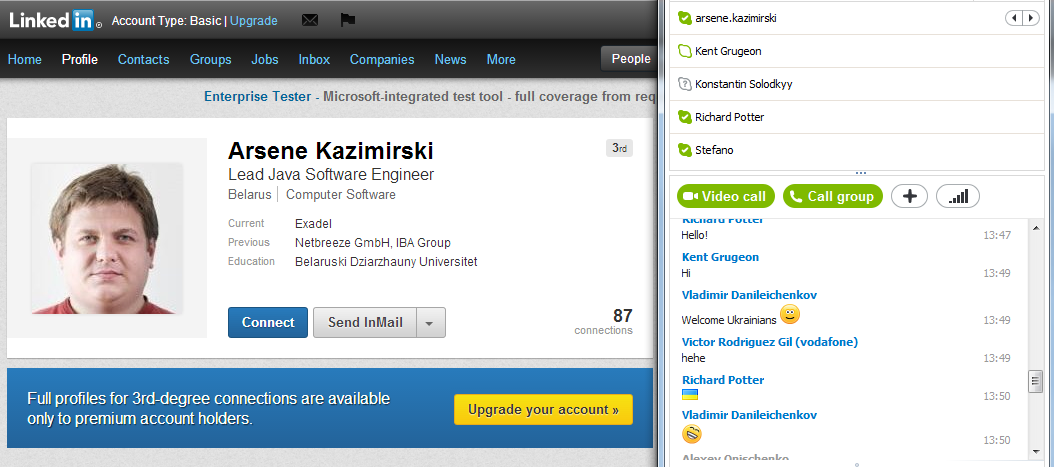 Linked in ® Account Type: Basic | Upgrade
Home Profile Contacts Groups Jobs Inbox Companies News More People
Enterprise Tester - Microsoft-integrated test tool - full coverage from req
Arsene Kazimirski 3rd
Lead Java Software Engineer
Belarus | Computer Software
Current Exadel
Previous Netbreeze GmbH, IBA Group
Education Belaruski Dziarzhauny Universitet
Connect Send InMail 87
connections
Full profiles for 3rd-degree connections are available
only to premium account holders.
Upgrade your account »
arsene.kazimirski
Kent Grugeon
Konstantin Solodkyy
Richard Potter
Stefano
Video call Call group
Richard Potter
Hello! 13:47
Kent Grugeon
Hi 13:49
Vladimir Danileichenkov
Welcome Ukrainians 13:49
Victor Rodriguez Gil (vodafone)
hehe 13:49
Richard Potter
13:50
Vladimir Danileichenkov
13:50
Alexey Onischenko